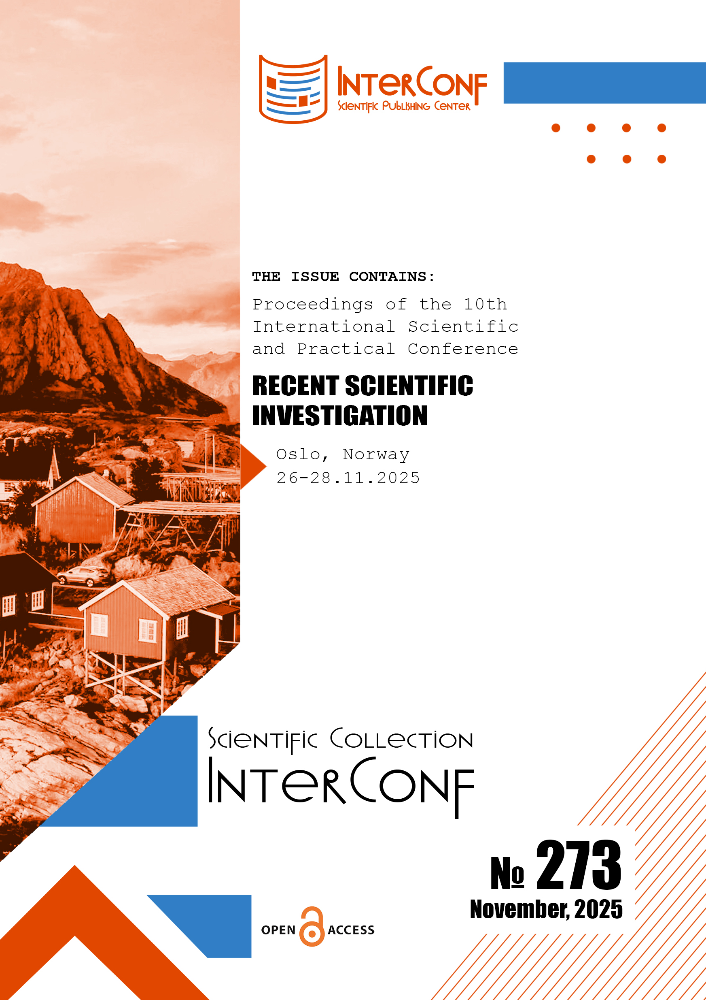 InterConf
Scientific Publishing Center
THE ISSUE CONTAINS:
Proceedings of the 10th
International Scientific
and Practical Conference
RECENT SCIENTIFIC
INVESTIGATION
Oslo, Norway
26-28.11.2025
Scientific Collection
InterConf
№ 273
November, 2025
OPEN ACCESS